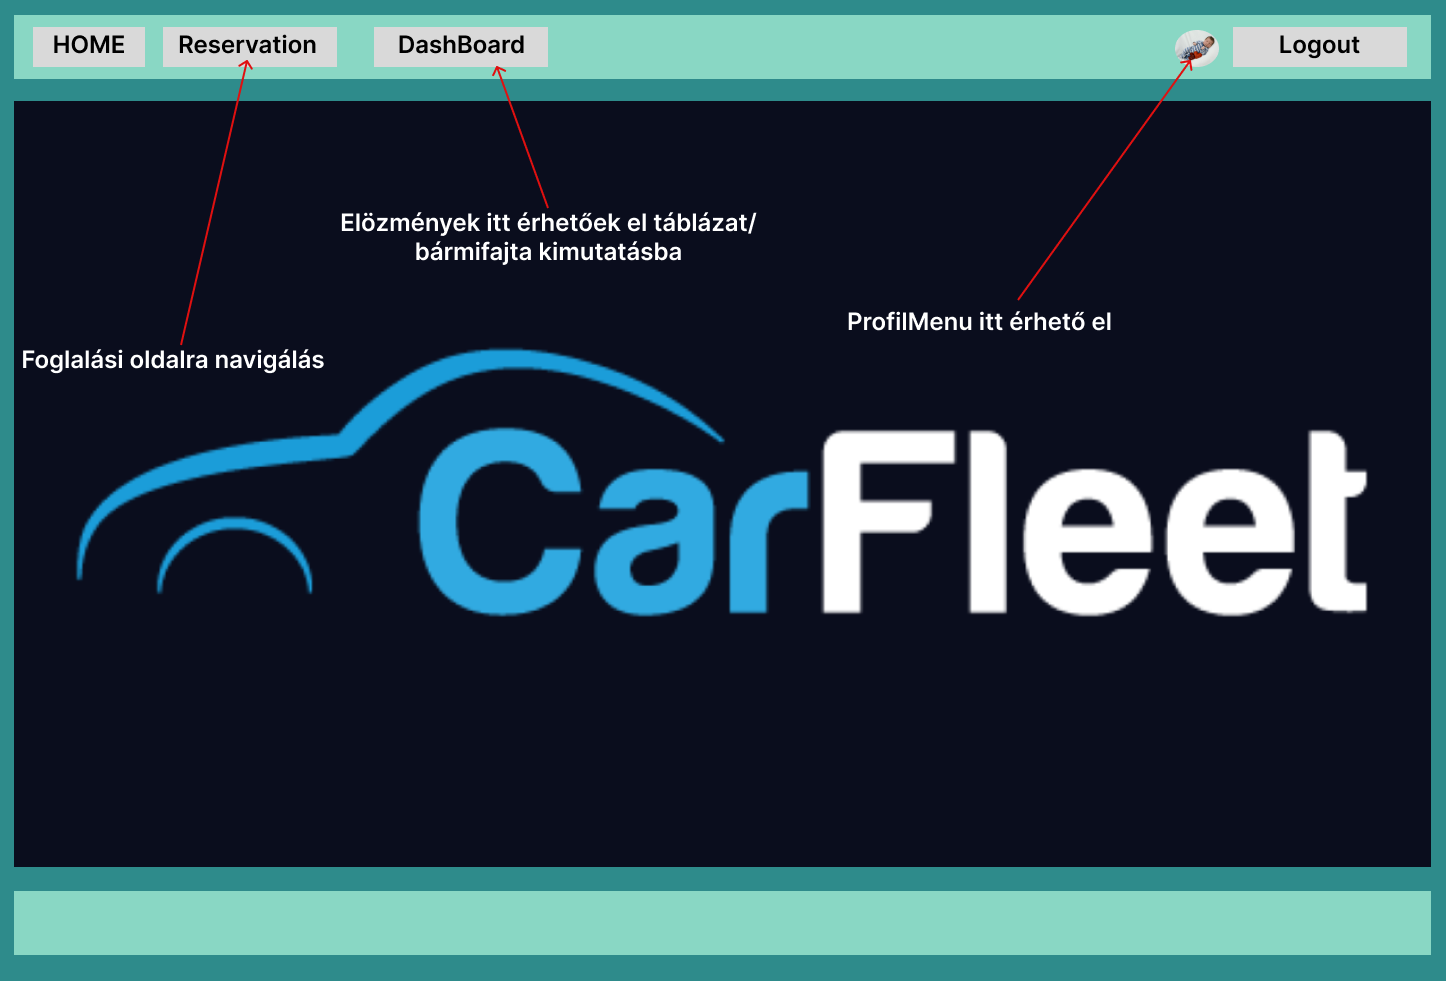 HOME
Reservation
DashBoard
Logout
Elözmények itt érhetőek el táblázat/
bármifajta kimutatásba
ProfilMenu itt érhető el
Foglalási oldalra navigálás
CarFleet